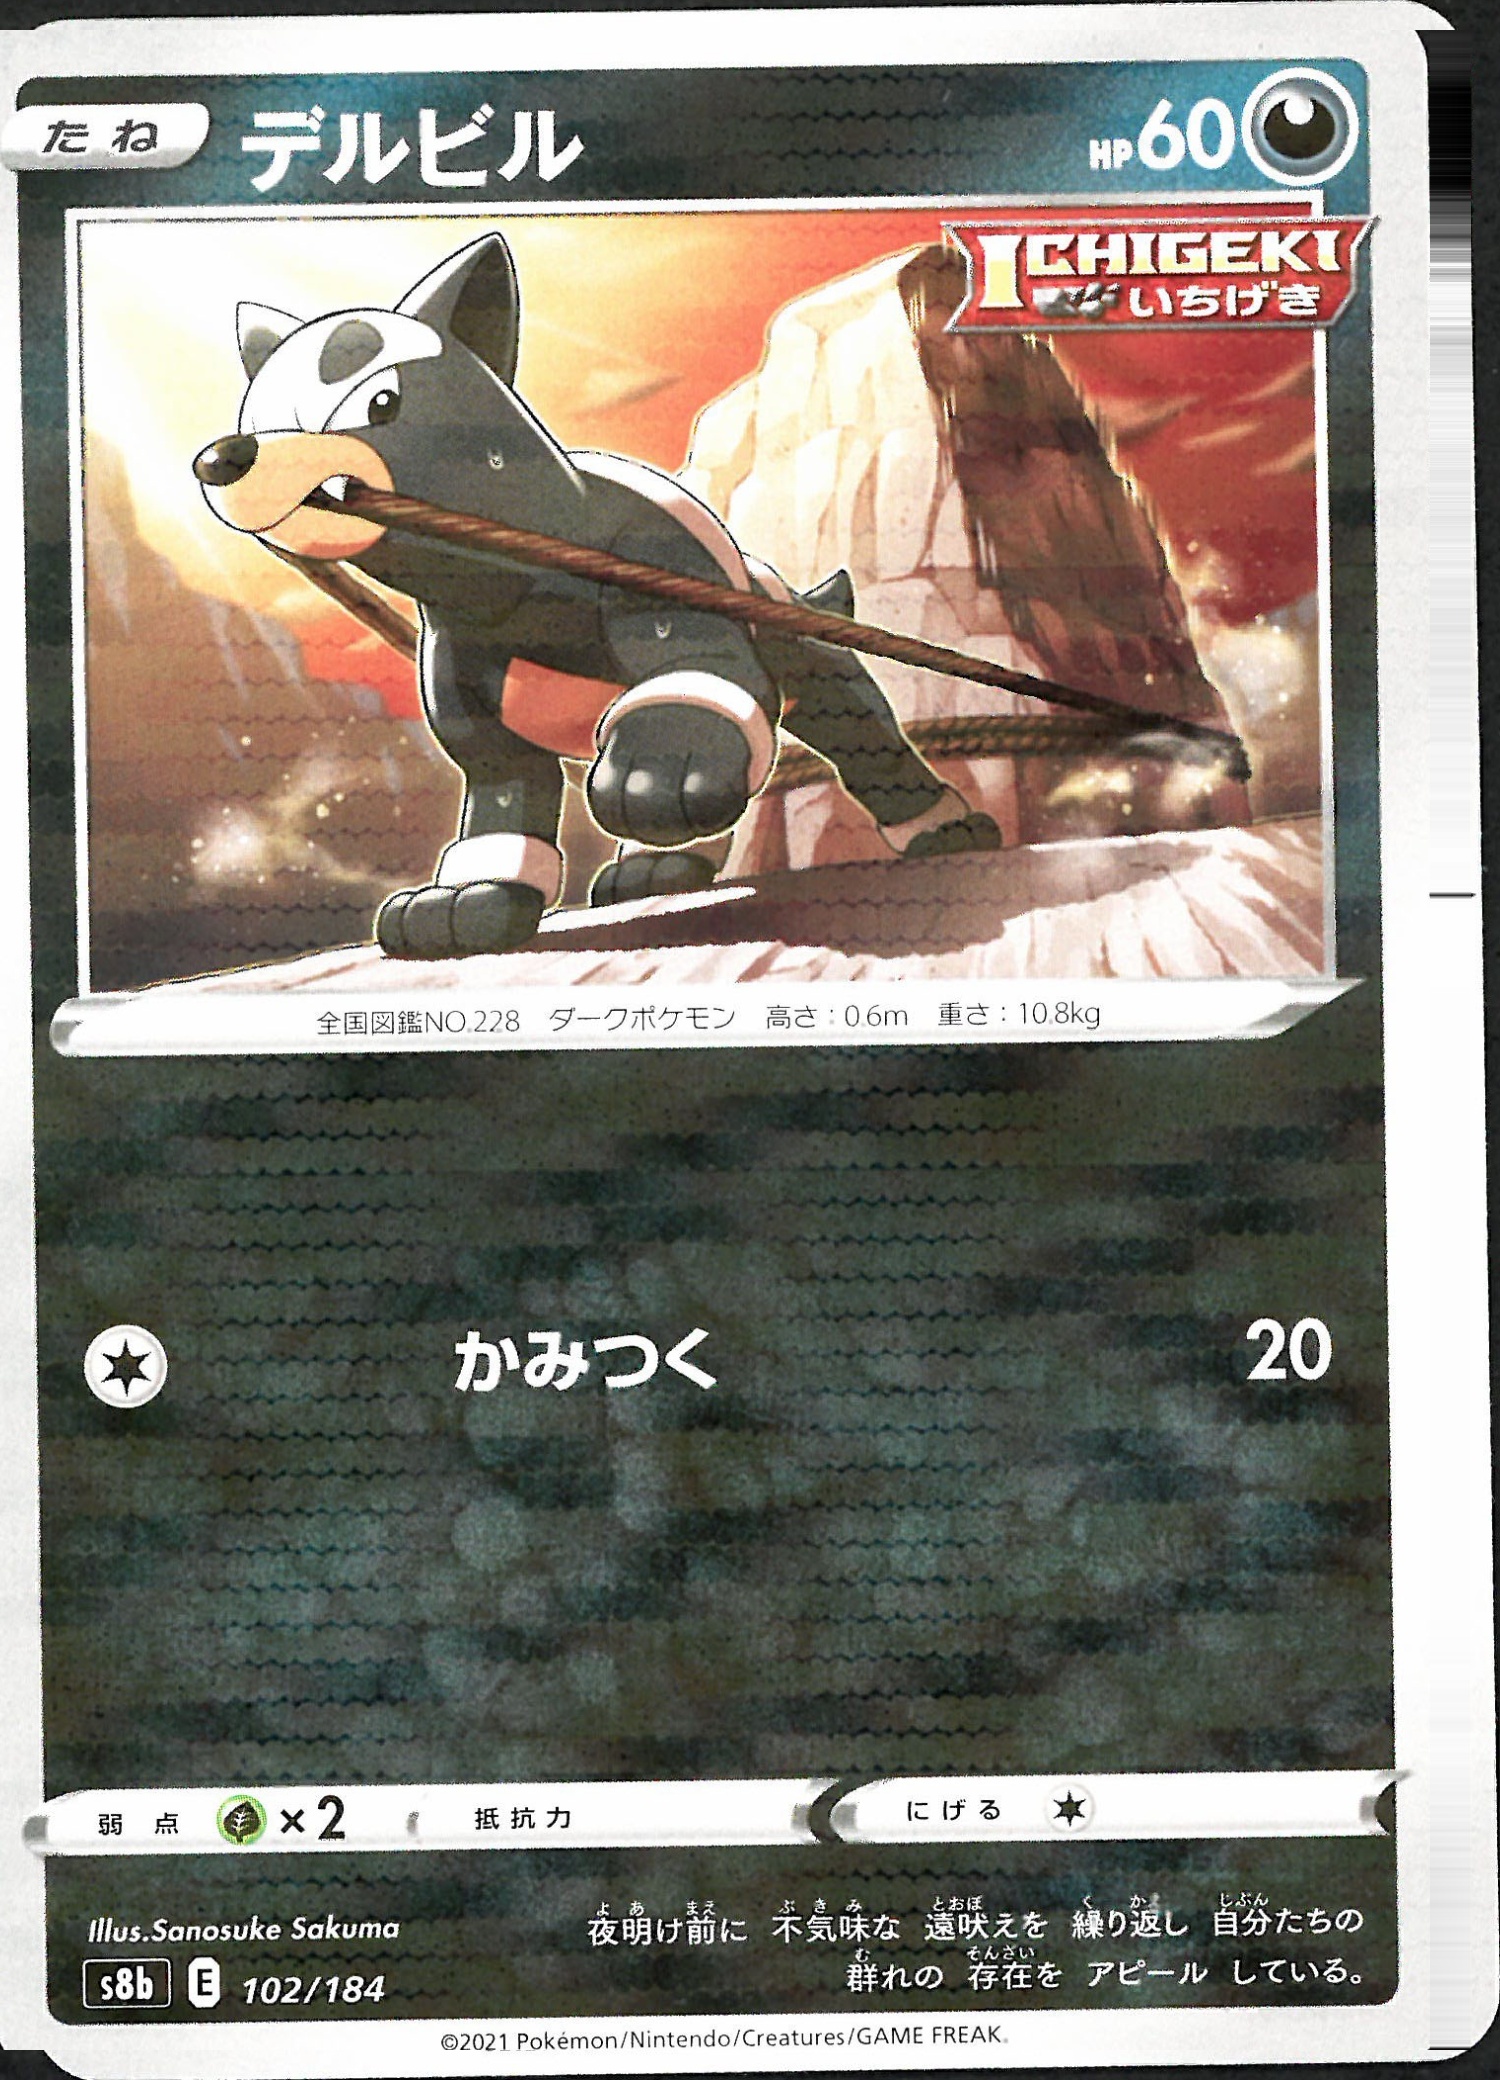 たね
デルビル
HP60
ICHIGEKI
いちげき
全国図鑑NO.228 ダークポケモン 高さ：0.6m 重さ：10.8kg
かみつく 20
弱点 ×2 抵抗力 にげる
Illus.Sanosuke Sakuma
s8b E 102/184
夜明け前に 不気味な 遠吠えを 繰り返し 自分たちの
群れの 存在を アピール している。
©2021 Pokémon/Nintendo/Creatures/GAME FREAK.